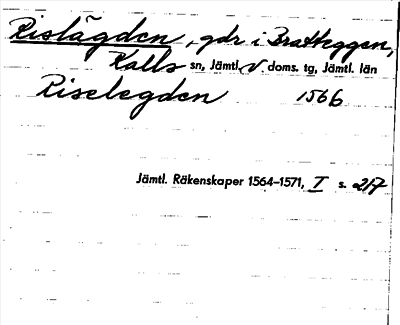 Rislägden, gdr i Bratteggen,
Kalls sn, Jämtl. V. doms. tg, Jämtl. län
Riselegden 1566
Jämtl. Räkenskaper 1564–1571, I s. 217